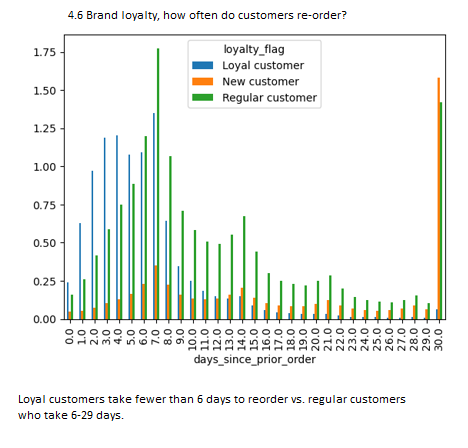 4.6 Brand loyalty, how often do customers re-order?
loyalty_flag
Loyal customer
New customer
Regular customer
1.75
1.50
1.25
1.00
0.75
0.50
0.25
0.00
0.0 1.0 2.0 3.0 4.0 5.0 6.0 7.0 8.0 9.0 10.0 11.0 12.0 13.0 14.0 15.0 16.0 17.0 18.0 19.0 20.0 21.0 22.0 23.0 24.0 25.0 26.0 27.0 28.0 29.0 30.0
days_since_prior_order
Loyal customers take fewer than 6 days to reorder vs. regular customers
who take 6-29 days.